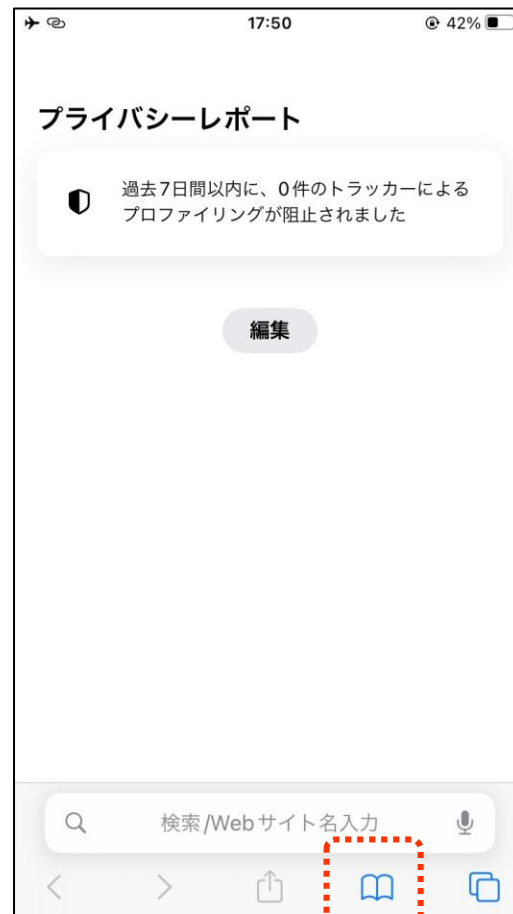 17:50
42%
プライバシーレポート
過去7日間以内に、0件のトラッカーによる
プロファイリングが阻止されました
編集
検索/Webサイト名入力